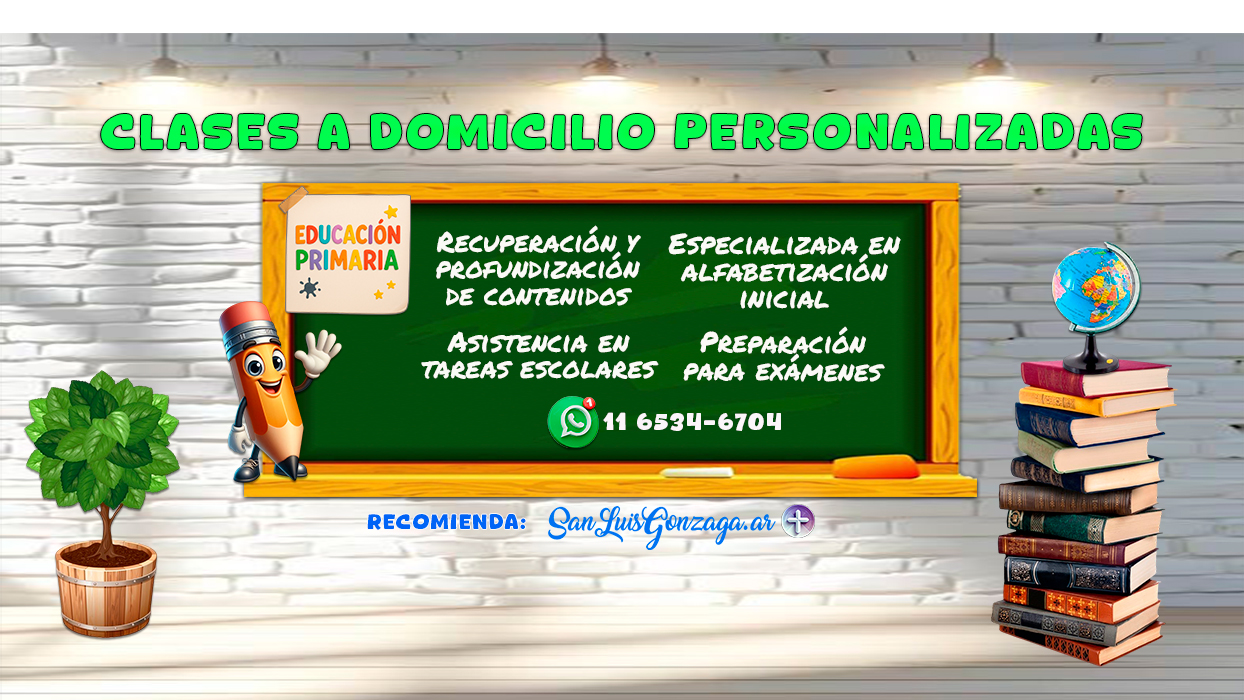 CLASES A DOMICILIO PERSONALIZADAS
EDUCACIÓN
PRIMARIA
RECUPERACIÓN Y
PROFUNDIZACIÓN
DE CONTENIDOS
ESPECIALIZADA EN
ALFABETIZACIÓN
INICIAL
ASISTENCIA EN
TAREAS ESCOLARES
PREPARACIÓN
PARA EXÁMENES
1
11 6534-6704
RECOMIENDA: SanLuisGonzaga.ar